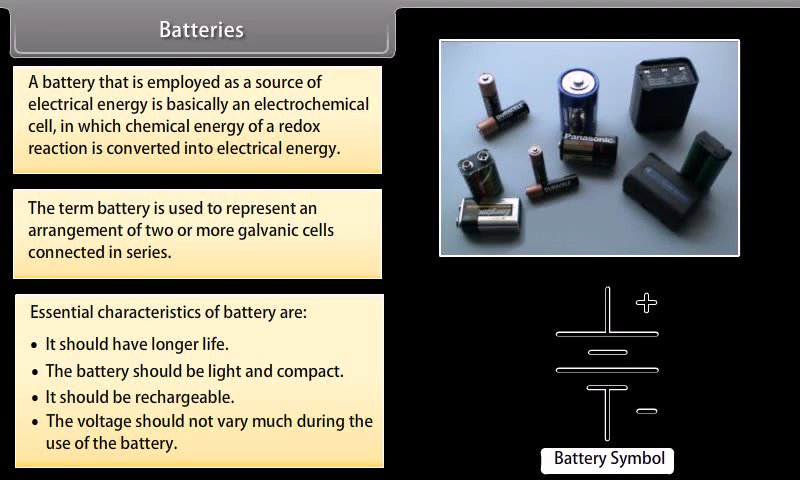 Batteries
A battery that is employed as a source of
electrical energy is basically an electrochemical
cell, in which chemical energy of a redox
reaction is converted into electrical energy.
The term battery is used to represent an
arrangement of two or more galvanic cells
connected in series.
Essential characteristics of battery are:
• It should have longer life.
• The battery should be light and compact.
• It should be rechargeable.
• The voltage should not vary much during the
use of the battery.
DURACELL
Panasonic
DURACELL
+
−
Battery Symbol